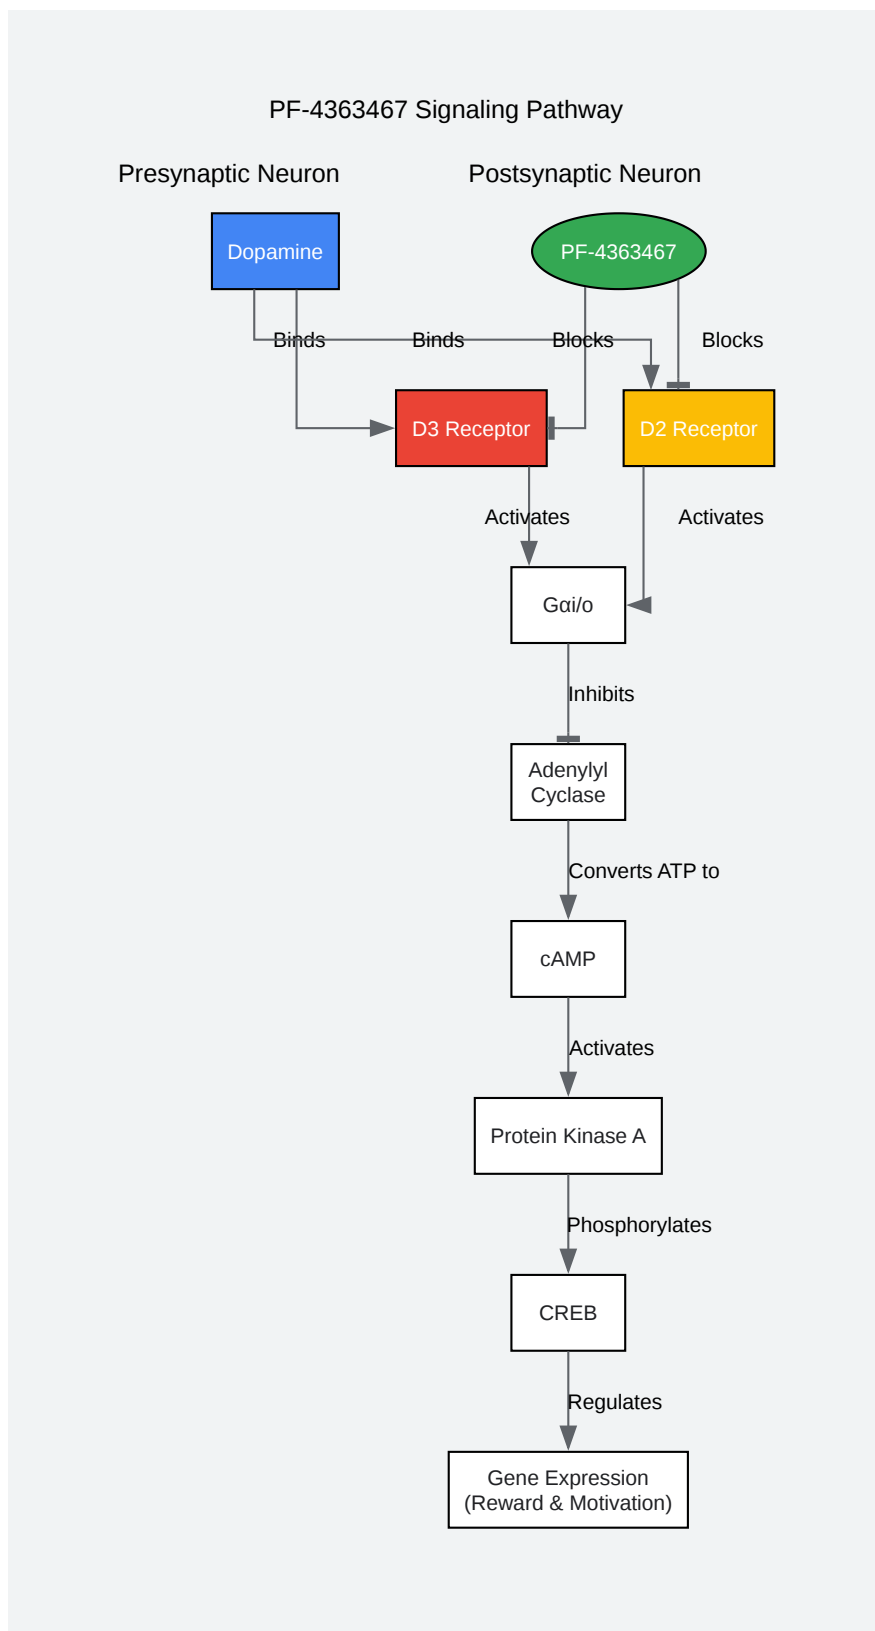 PF-4363467 Signaling Pathway
Presynaptic Neuron
Postsynaptic Neuron
Dopamine
PF-4363467
Binds
Binds
Blocks
Blocks
D3 Receptor
D2 Receptor
Activates
Activates
Gαi/o
Inhibits
Adenylyl
Cyclase
Converts ATP to
cAMP
Activates
Protein Kinase A
Phosphorylates
CREB
Regulates
Gene Expression
(Reward & Motivation)